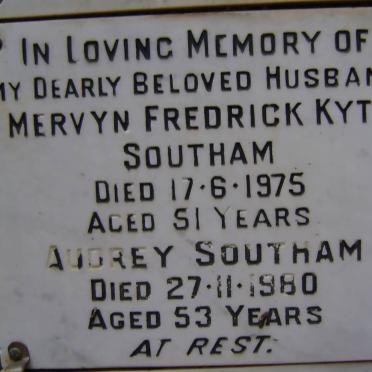 IN LOVING MEMORY OF
MY DEARLY BELOVED HUSBAN
MERVYN FREDRICK KYT
SOUTHAM
DIED 17·6·1975
AGED 51 YEARS
AUDREY SOUTHAM
DIED 27·11·1980
AGED 53 YEARS
AT REST.